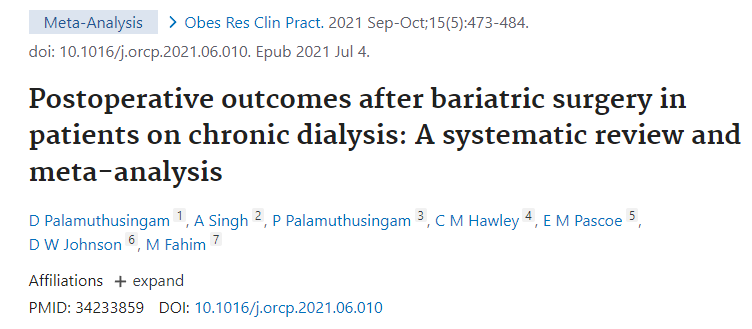 Meta-Analysis > Obes Res Clin Pract. 2021 Sep-Oct;15(5):473-484.
doi: 10.1016/j.orcp.2021.06.010. Epub 2021 Jul 4.
Postoperative outcomes after bariatric surgery in
patients on chronic dialysis: A systematic review and
meta-analysis
D Palamuthusingam 1, A Singh 2, P Palamuthusingam 3, C M Hawley 4, E M Pascoe 5,
D W Johnson 6, M Fahim 7
Affiliations + expand
PMID: 34233859 DOI: 10.1016/j.orcp.2021.06.010